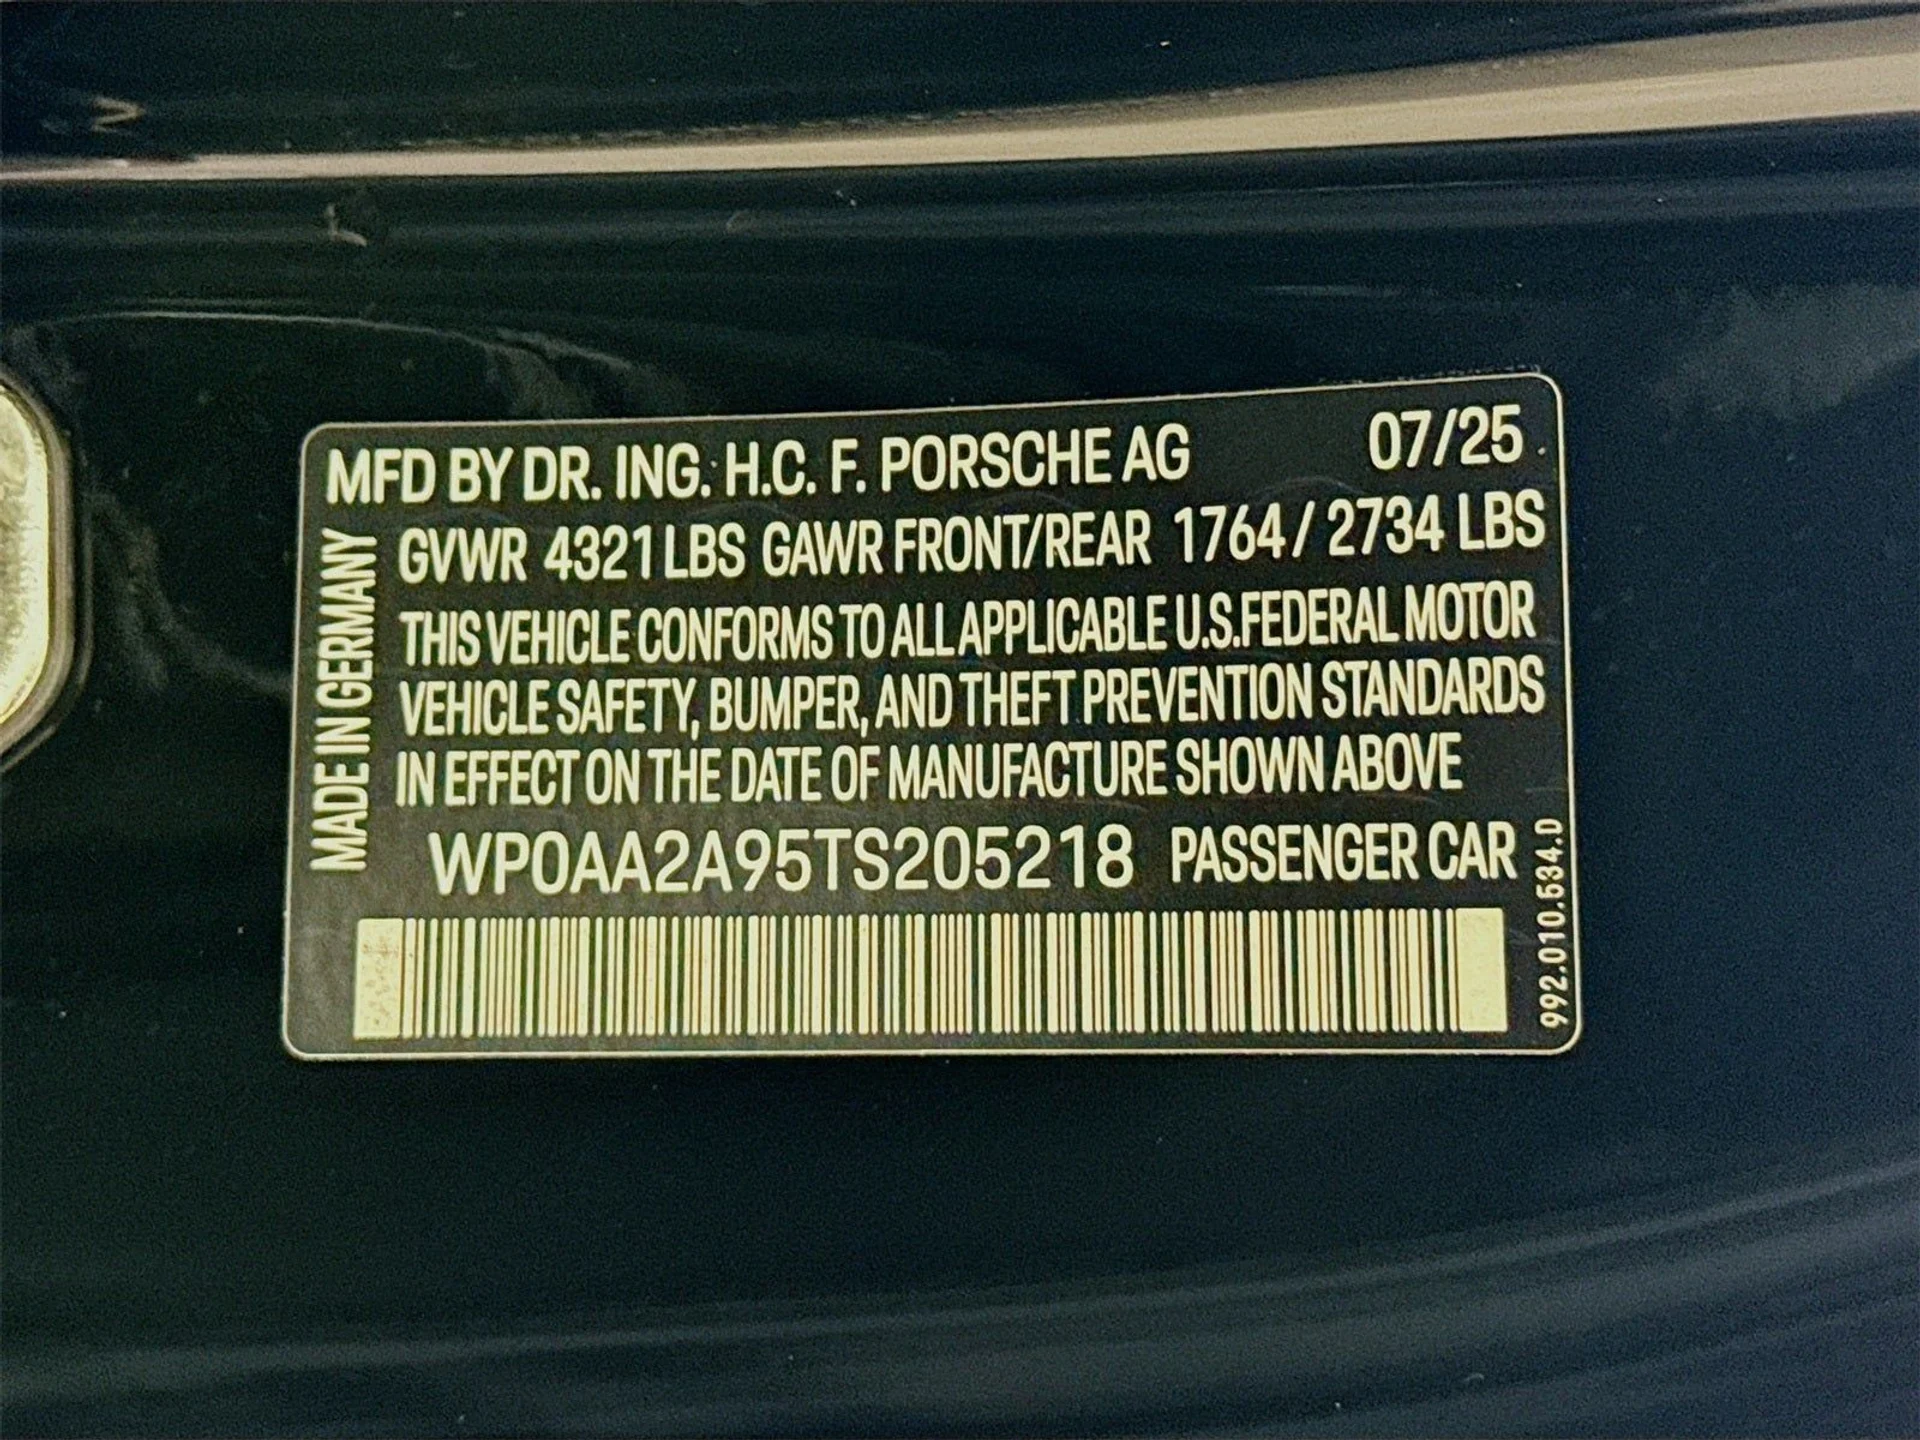 MFD BY DR. ING. H.C. F. PORSCHE AG 07/25
GVWR 4321 LBS GAWR FRONT/REAR 1764 / 2734 LBS
THIS VEHICLE CONFORMS TO ALL APPLICABLE U.S.FEDERAL MOTOR
VEHICLE SAFETY, BUMPER, AND THEFT PREVENTION STANDARDS
IN EFFECT ON THE DATE OF MANUFACTURE SHOWN ABOVE
WP0AA2A95TS205218 PASSENGER CAR
MADE IN GERMANY
992.010.534.D